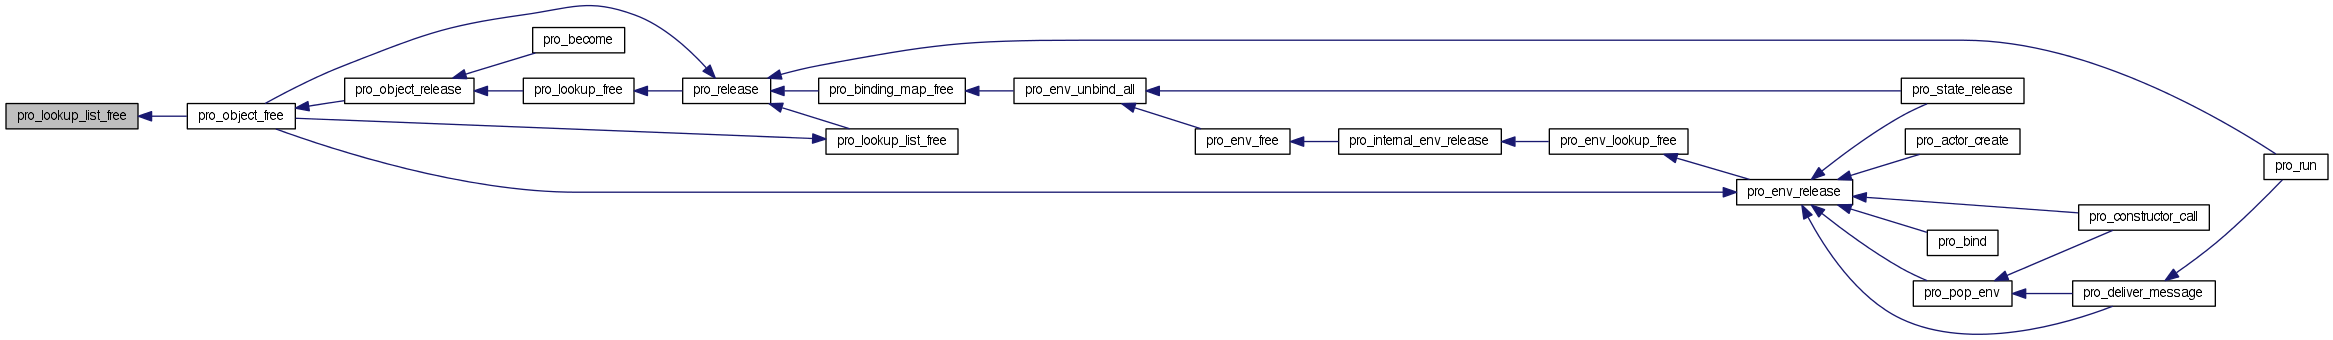 pro_become
pro_object_release
pro_lookup_free
pro_release
pro_binding_map_free
pro_env_unbind_all
pro_state_release
pro_lookup_list_free
pro_object_free
pro_lookup_list_free
pro_env_free
pro_internal_env_release
pro_env_lookup_free
pro_actor_create
pro_run
pro_env_release
pro_constructor_call
pro_bind
pro_pop_env
pro_deliver_message